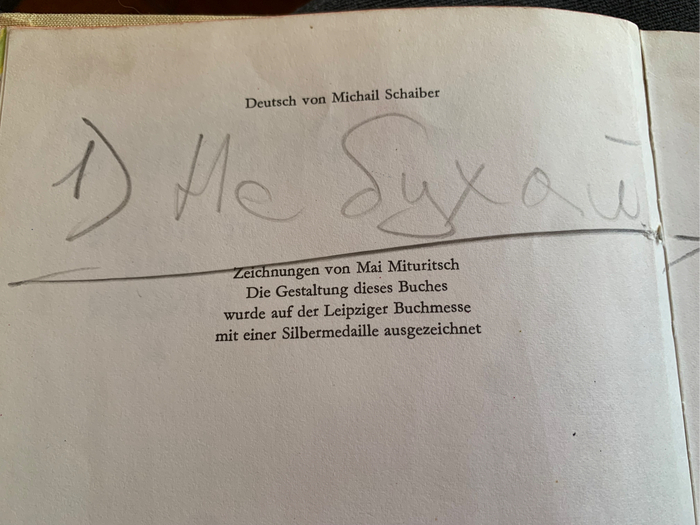 Deutsch von Michail Schaiber
1) Не бухай
Zeichnungen von Mai Mituritsch
Die Gestaltung dieses Buches
wurde auf der Leipziger Buchmesse
mit einer Silbermedaille ausgezeichnet